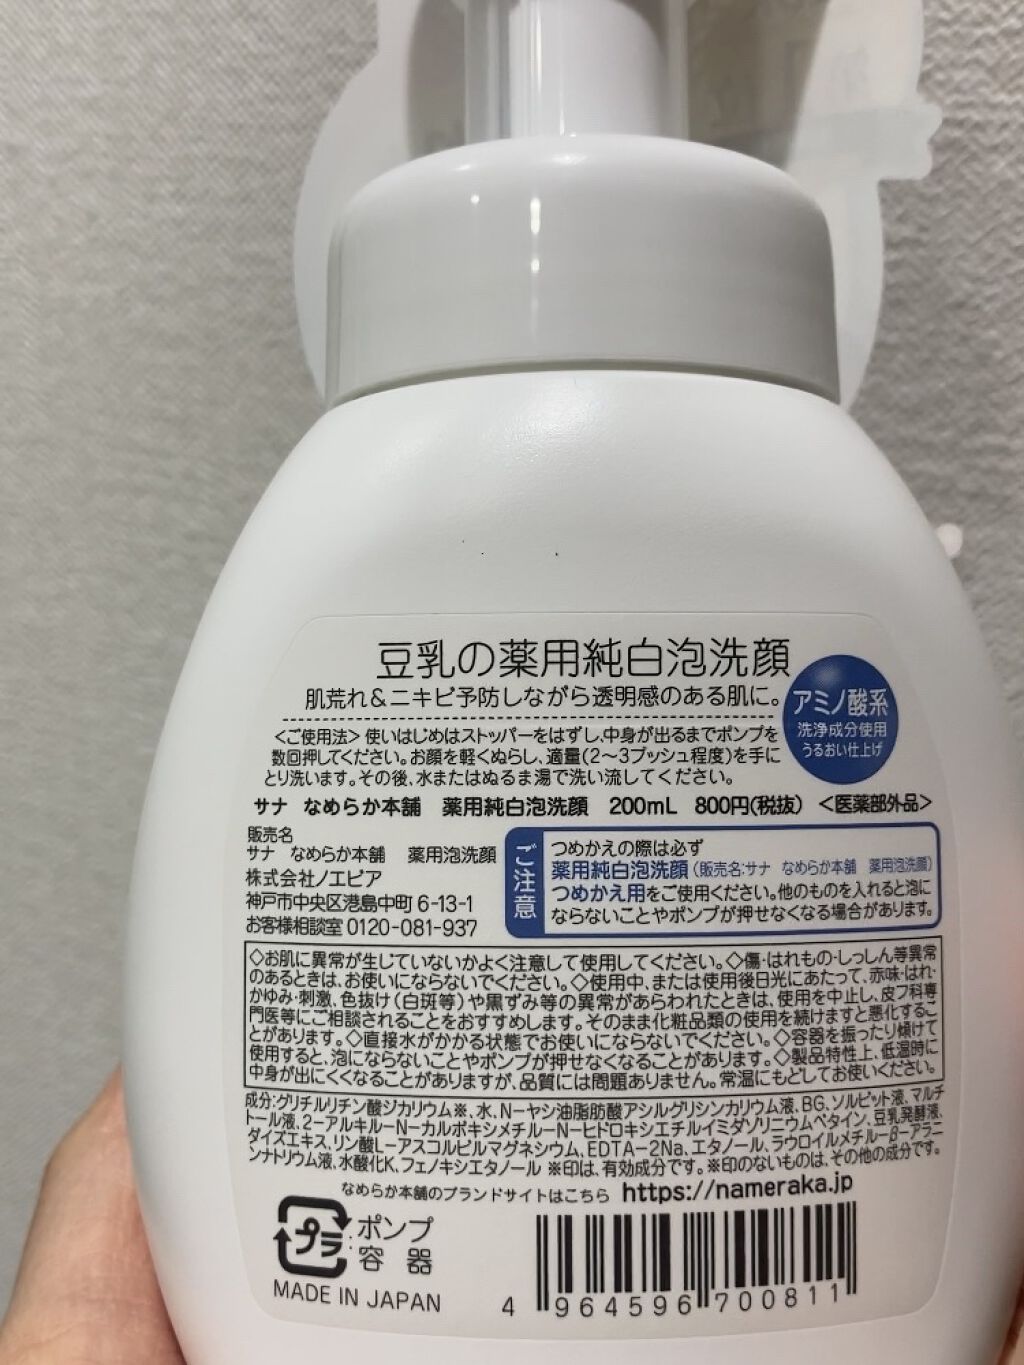 豆乳の薬用純白泡洗顔
肌荒れ&ニキビ予防しながら透明感のある肌に。
アミノ酸系
洗浄成分使用
うるおい仕上げ
<ご使用法>使いはじめはストッパーをはずし、中身が出るまでポンプを
数回押してください。お顔を軽くぬらし、適量(2〜3プッシュ程度)を手に
とり洗います。その後、水またはぬるま湯で洗い流してください。
サナ なめらか本舗 薬用純白泡洗顔 200mL 800円(税抜) <医薬部外品>
販売名
サナ なめらか本舗 薬用泡洗顔
株式会社ノエビア
神戸市中央区港島中町 6-13-1
お客様相談室 0120-081-937
ご注意
つめかえの際は必ず
薬用純白泡洗顔(販売名:サナ なめらか本舗 薬用泡洗顔)
つめかえ用をご使用ください。他のものを入れると泡に
ならないことやポンプが押せなくなる場合があります。
◇お肌に異常が生じていないかよく注意して使用してください。◇傷・はれもの・しっしん等異常
のあるときは、お使いにならないでください。◇使用中、または使用後日光にあたって、赤味・はれ・
かゆみ・刺激、色抜け(白斑等)や黒ずみ等の異常があらわれたときは、使用を中止し、皮フ科専
門医等にご相談されることをおすすめします。そのまま化粧品類の使用を続けますと悪化するこ
とがあります。◇直接水がかかる状態でお使いにならないでください。◇容器を振ったり傾けて
使用すると、泡にならないことやポンプが押せなくなることがあります。◇製品特性上、低温時に
中身が出にくくなることがありますが、品質には問題ありません。常温にもどしてお使いください。
成分:グリチルリチン酸ジカリウム※、水、N-ヤシ油脂肪酸アシルグリシンカリウム液、BG、ソルビット液、マルチ
トール液、2-アルキル-N-カルボキシメチル-N-ヒドロキシエチルイミダゾリニウムベタイン、豆乳発酵液、
ダイズエキス、リン酸L-アスコルビルマグネシウム、EDTA-2Na、エタノール、ラウロイルメチル-β-アラニ
ンナトリウム液、水酸化K、フェノキシエタノール ※印は、有効成分です。※印のないものは、その他の成分です。
なめらか本舗のブランドサイトはこちら https://nameraka.jp
プラ
ポンプ
容器
MADE IN JAPAN
4 964596 700811